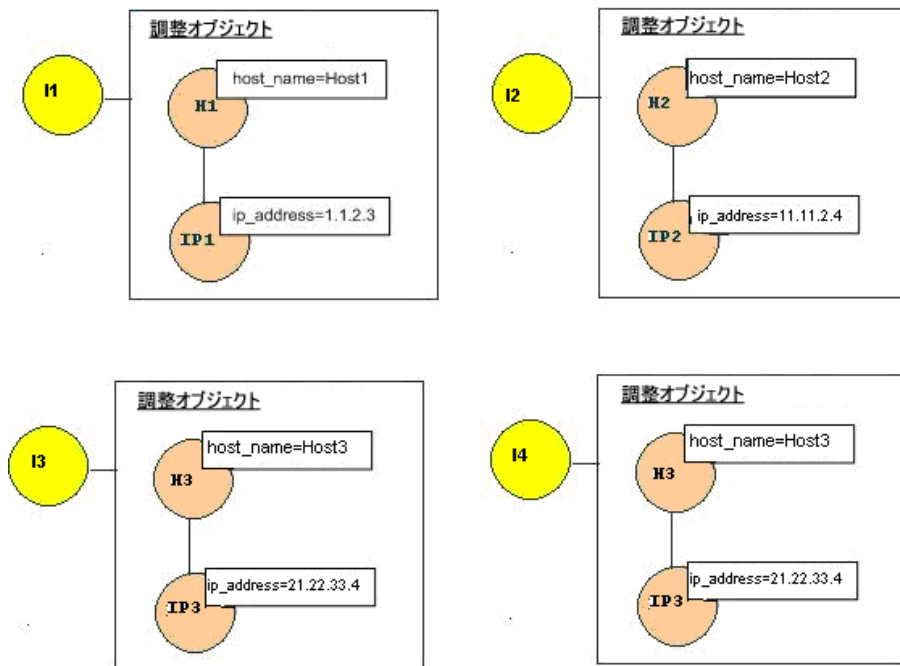 調整オブジェクト
I1
host_name=Host1
H1
ip_address=1.1.2.3
IP1
調整オブジェクト
I2
host_name=Host2
H2
ip_address=11.11.2.4
IP2
調整オブジェクト
I3
host_name=Host3
H3
ip_address=21.22.33.4
IP3
調整オブジェクト
I4
host_name=Host3
H3
ip_address=21.22.33.4
IP3